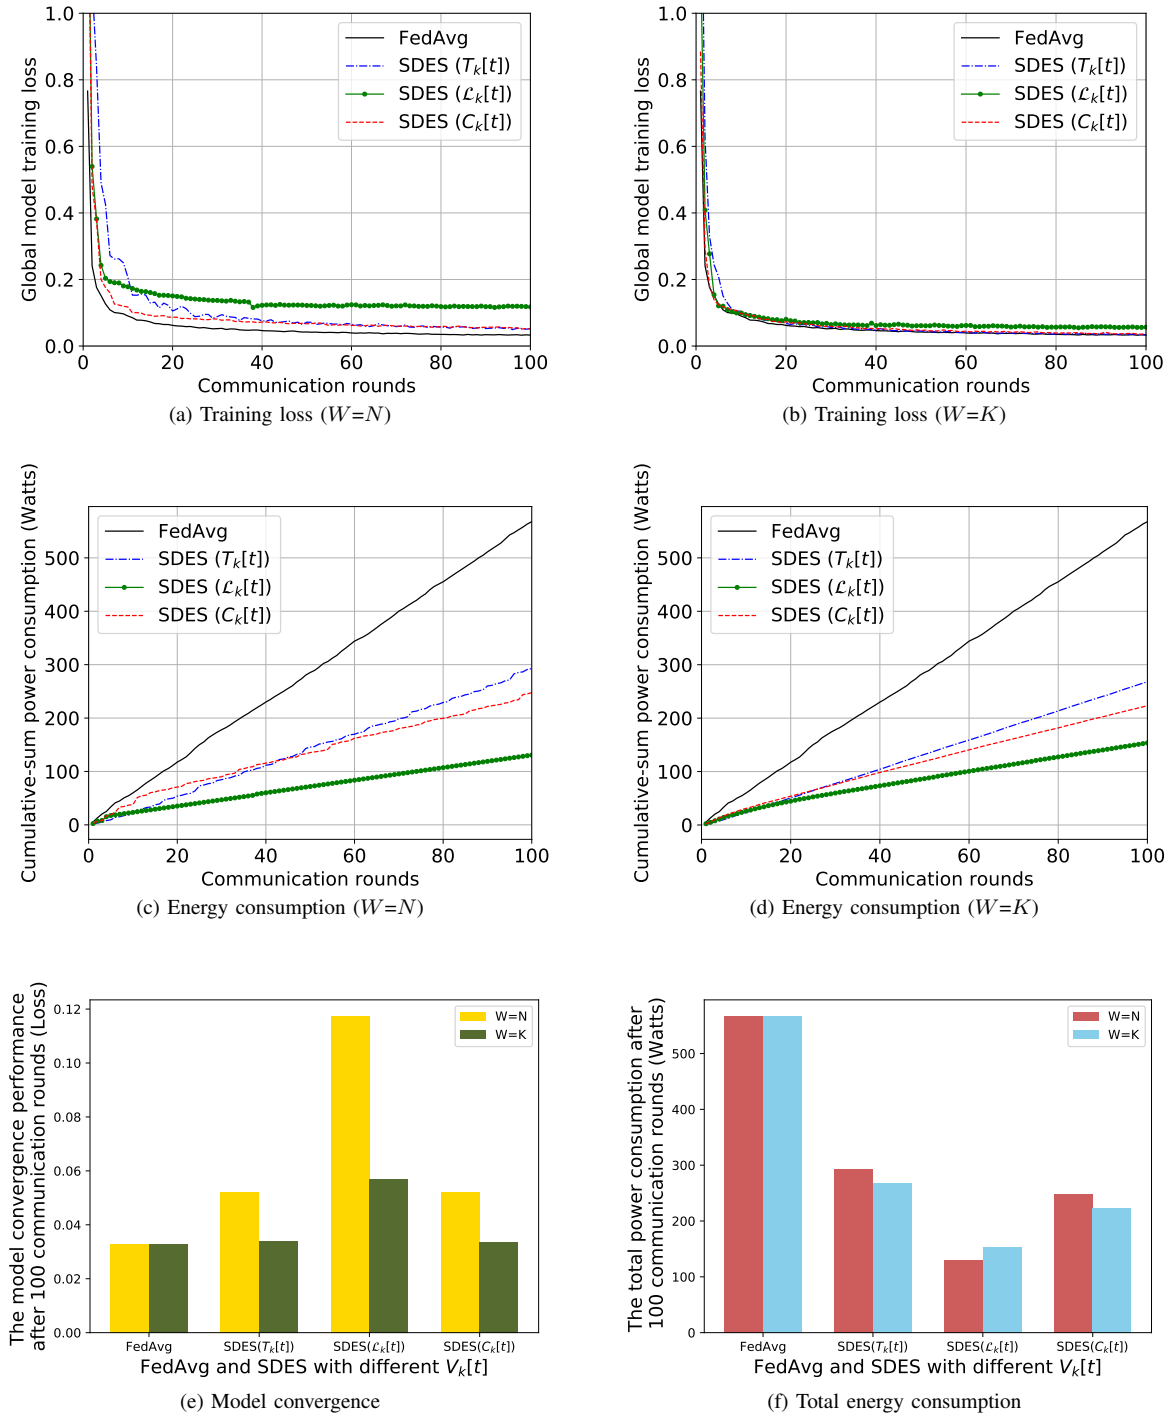 1.0
0.8
0.6
0.4
0.2
0.0
0 20 40 60 80 100
Global model training loss
Communication rounds
FedAvg
SDES (T_k[t])
SDES (ℒ_k[t])
SDES (C_k[t])
(a) Training loss (W=N)
1.0
0.8
0.6
0.4
0.2
0.0
0 20 40 60 80 100
Global model training loss
Communication rounds
FedAvg
SDES (T_k[t])
SDES (ℒ_k[t])
SDES (C_k[t])
(b) Training loss (W=K)
500
400
300
200
100
0
0 20 40 60 80 100
Cumulative-sum power consumption (Watts)
Communication rounds
FedAvg
SDES (T_k[t])
SDES (ℒ_k[t])
SDES (C_k[t])
(c) Energy consumption (W=N)
500
400
300
200
100
0
0 20 40 60 80 100
Cumulative-sum power consumption (Watts)
Communication rounds
FedAvg
SDES (T_k[t])
SDES (ℒ_k[t])
SDES (C_k[t])
(d) Energy consumption (W=K)
The model convergence performance
after 100 communication rounds (Loss)
0.12
0.10
0.08
0.06
0.04
0.02
0.00
W=N
W=K
FedAvg SDES(T_k[t]) SDES(ℒ_k[t]) SDES(C_k[t])
FedAvg and SDES with different V_k[t]
(e) Model convergence
The total power consumption after
100 communication rounds (Watts)
500
400
300
200
100
0
W=N
W=K
FedAvg SDES(T_k[t]) SDES(ℒ_k[t]) SDES(C_k[t])
FedAvg and SDES with different V_k[t]
(f) Total energy consumption